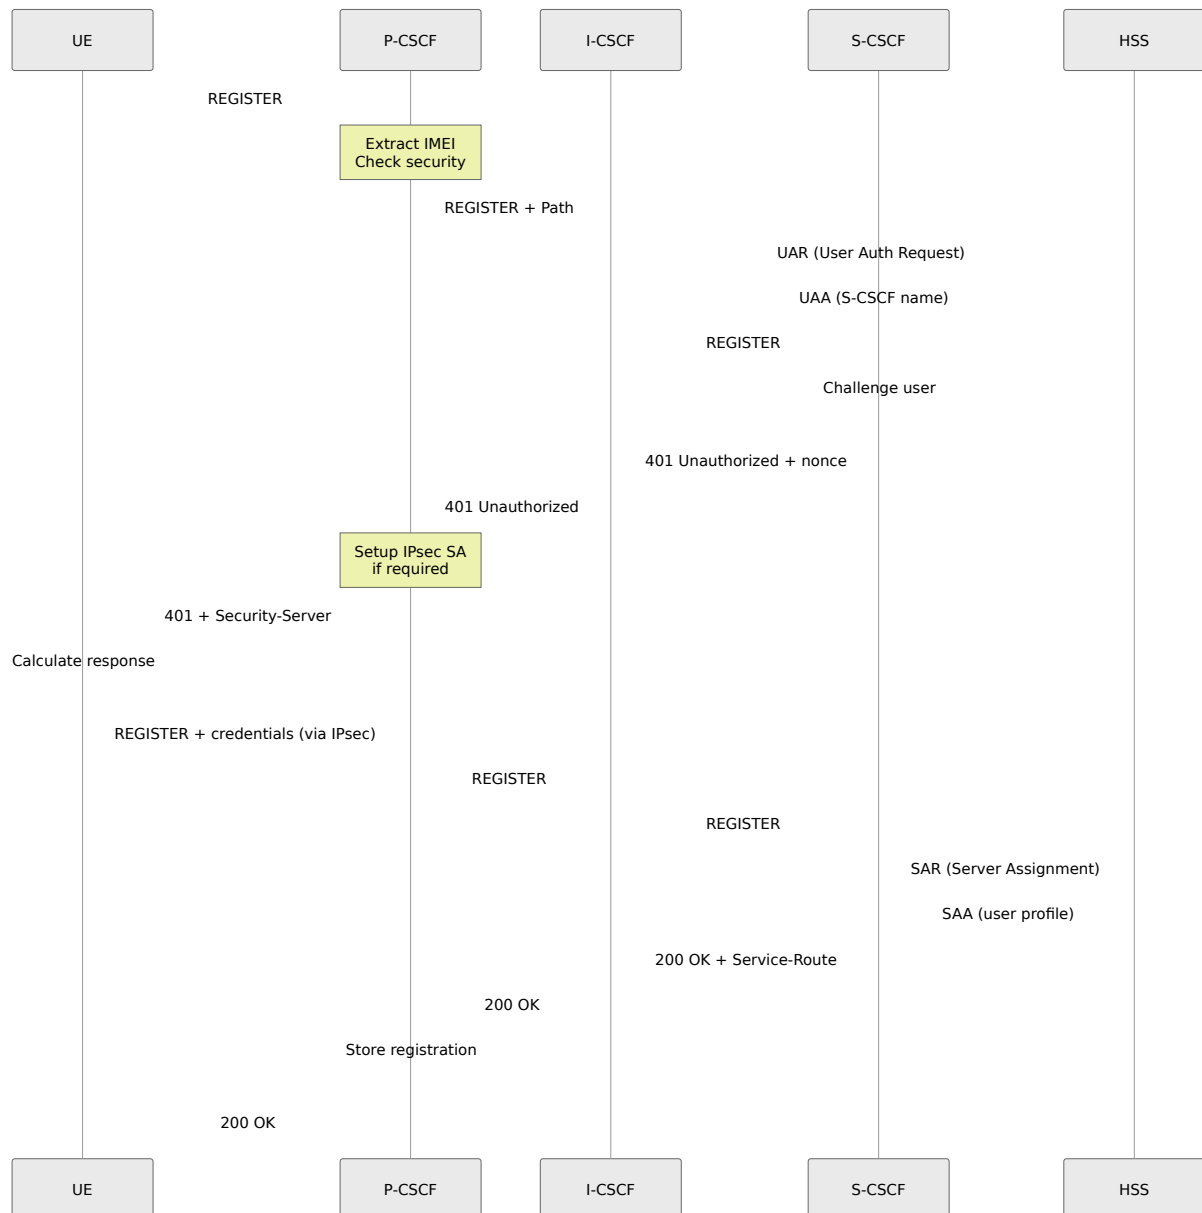 UE
P-CSCF
I-CSCF
S-CSCF
HSS
REGISTER
Extract IMEI
Check security
REGISTER + Path
UAR (User Auth Request)
UAA (S-CSCF name)
REGISTER
Challenge user
401 Unauthorized + nonce
401 Unauthorized
Setup IPsec SA
if required
401 + Security-Server
Calculate response
REGISTER + credentials (via IPsec)
REGISTER
REGISTER
SAR (Server Assignment)
SAA (user profile)
200 OK + Service-Route
200 OK
Store registration
200 OK
UE
P-CSCF
I-CSCF
S-CSCF
HSS